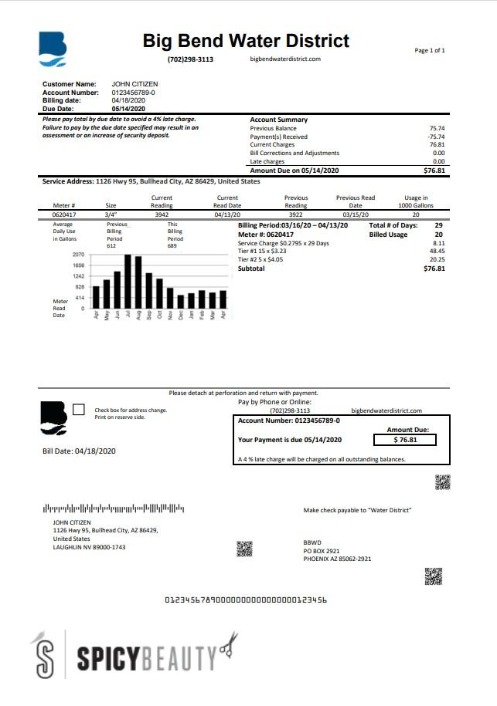 Big Bend Water District
Page 1 of 1
(702)298-3113 bigbendwaterdistrict.com
Customer Name: JOHN CITIZEN
Account Number: 0123456789-0
Billing date: 04/18/2020
Due Date: 05/14/2020
Please pay total by due date to avoid a 4% late charge.
Failure to pay by the due date specified may result in an
assessment or an increase of security deposit.
Account Summary
Previous Balance 75.74
Payment(s) Received -75.74
Current Charges 76.81
Bill Corrections and Adjustments 0.00
Late charges 0.00
Amount Due on 05/14/2020 $76.81
Service Address: 1126 Hwy 95, Bullhead City, AZ 86429, United States
Meter # Size Current Reading Current Read Date Previous Reading Previous Read Date Usage in 1000 Gallons
0620417 3/4" 3942 04/13/20 3922 03/15/20 20
Average Daily Use in Gallons
Previous Billing Period 612
This Billing Period 689
2070
1656
1242
828
414
Meter Read Date
Apr May Jun Jul Aug Sep Oct Nov Dec Jan Feb Mar Apr
Billing Period:03/16/20 – 04/13/20 Total # of Days: 29
Meter #: 0620417 Billed Usage 20
Service Charge $0.2795 x 29 Days 8.11
Tier #1 15 x $3.23 48.45
Tier #2 5 x $4.05 20.25
Subtotal $76.81
Please detach at perforation and return with payment.
Check box for address change.
Print on reserve side.
Pay by Phone or Online:
(702)298-3113 bigbendwaterdistrict.com
Account Number: 0123456789-0
Amount Due:
Your Payment is due 05/14/2020 $ 76.81
A 4 % late charge will be charged on all outstanding balances.
Bill Date: 04/18/2020
Make check payable to "Water District"
JOHN CITIZEN
1126 Hwy 95, Bullhead City, AZ 86429,
United States
LAUGHLIN NV 89000-1743
BBWD
PO BOX 2921
PHOENIX AZ 85062-2921
SPICYBEAUTY